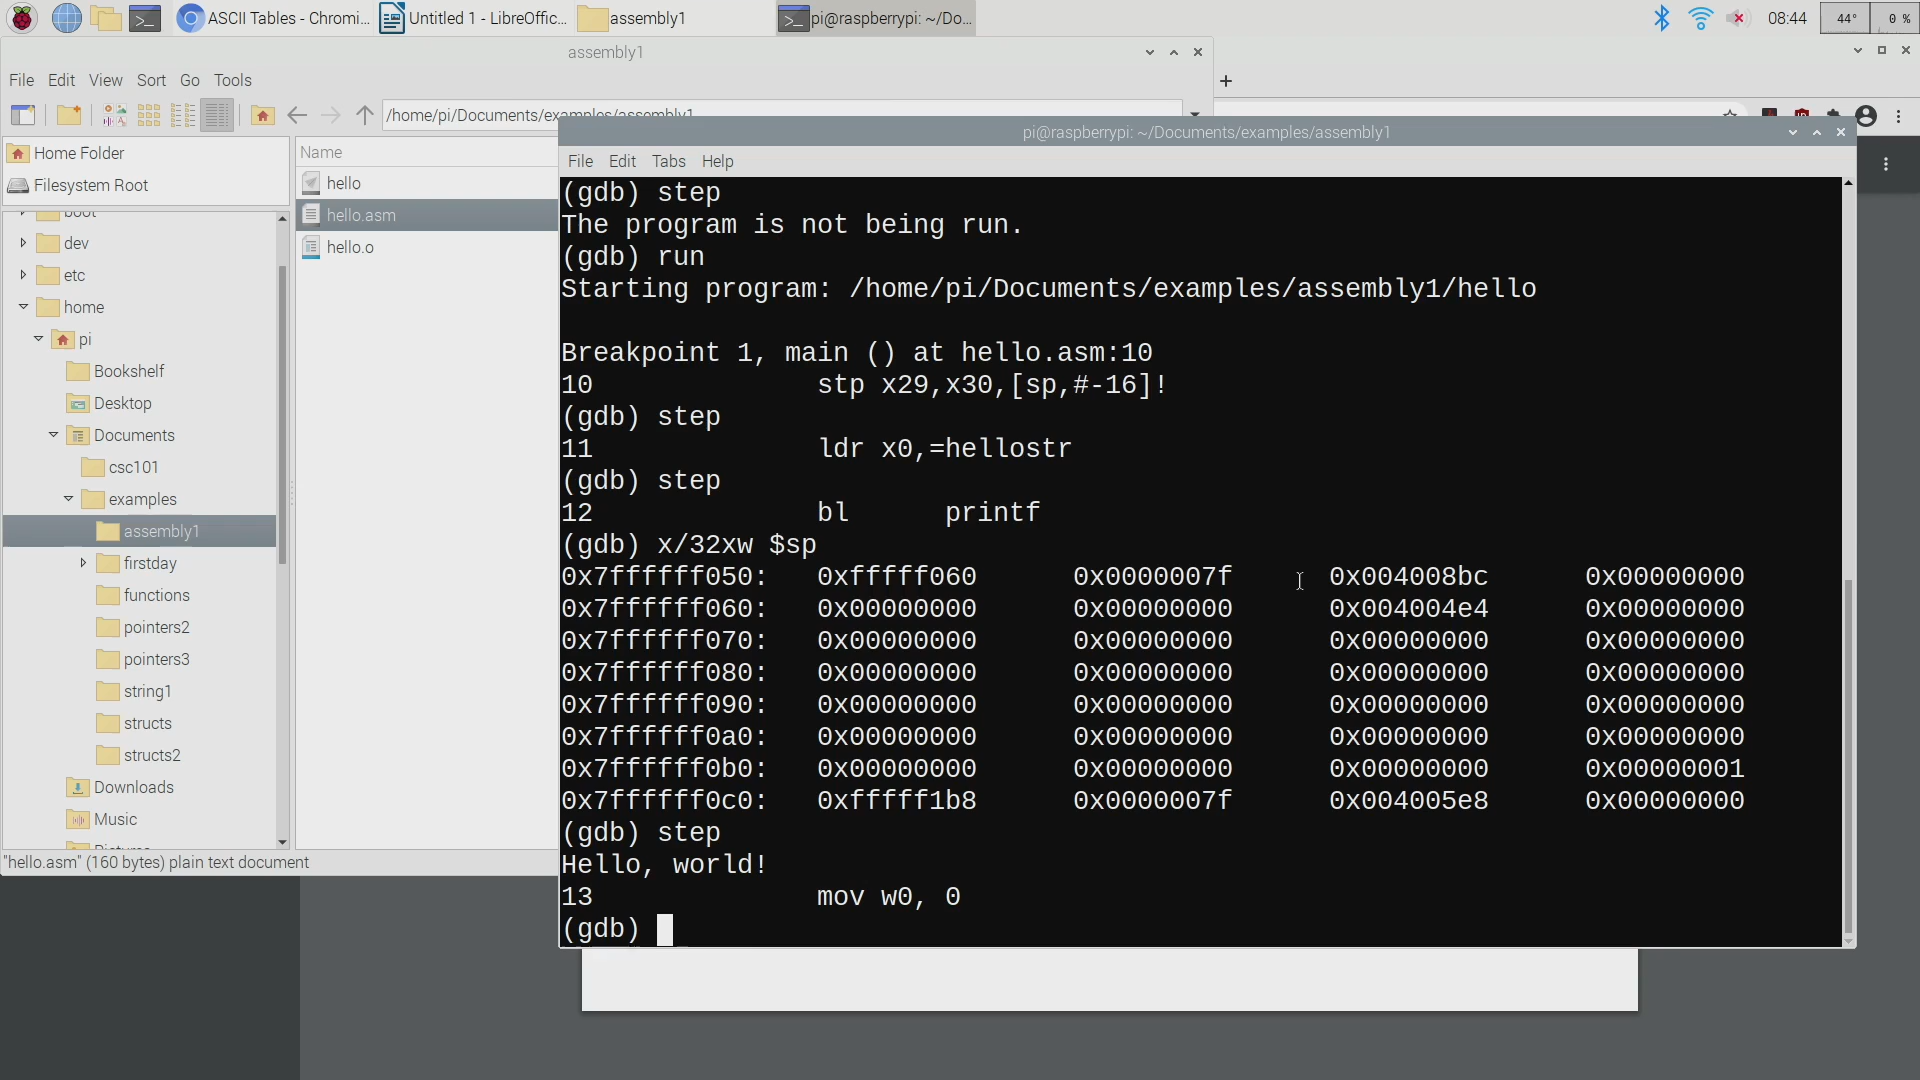 ASCII Tables - Chromi...
Untitled 1 - LibreOffic...
assembly1
pi@raspberrypi: ~/Do...
08:44
44°
0 %
assembly1
File Edit View Sort Go Tools
/home/pi/Documents/examples/assembly1
Home Folder
Filesystem Root
boot
dev
etc
home
pi
Bookshelf
Desktop
Documents
csc101
examples
assembly1
firstday
functions
pointers2
pointers3
string1
structs
structs2
Downloads
Music
Pictures
Name
hello
hello.asm
hello.o
"hello.asm" (160 bytes) plain text document
pi@raspberrypi: ~/Documents/examples/assembly1
File Edit Tabs Help
(gdb) step
The program is not being run.
(gdb) run
Starting program: /home/pi/Documents/examples/assembly1/hello
Breakpoint 1, main () at hello.asm:10
10 stp x29,x30,[sp,#-16]!
(gdb) step
11 ldr x0,=hellostr
(gdb) step
12 bl printf
(gdb) x/32xw $sp
0x7ffffff050: 0xfffff060 0x0000007f 0x004008bc 0x00000000
0x7ffffff060: 0x00000000 0x00000000 0x004004e4 0x00000000
0x7ffffff070: 0x00000000 0x00000000 0x00000000 0x00000000
0x7ffffff080: 0x00000000 0x00000000 0x00000000 0x00000000
0x7ffffff090: 0x00000000 0x00000000 0x00000000 0x00000000
0x7ffffff0a0: 0x00000000 0x00000000 0x00000000 0x00000000
0x7ffffff0b0: 0x00000000 0x00000000 0x00000000 0x00000001
0x7ffffff0c0: 0xfffff1b8 0x0000007f 0x004005e8 0x00000000
(gdb) step
Hello, world!
13 mov w0, 0
(gdb)